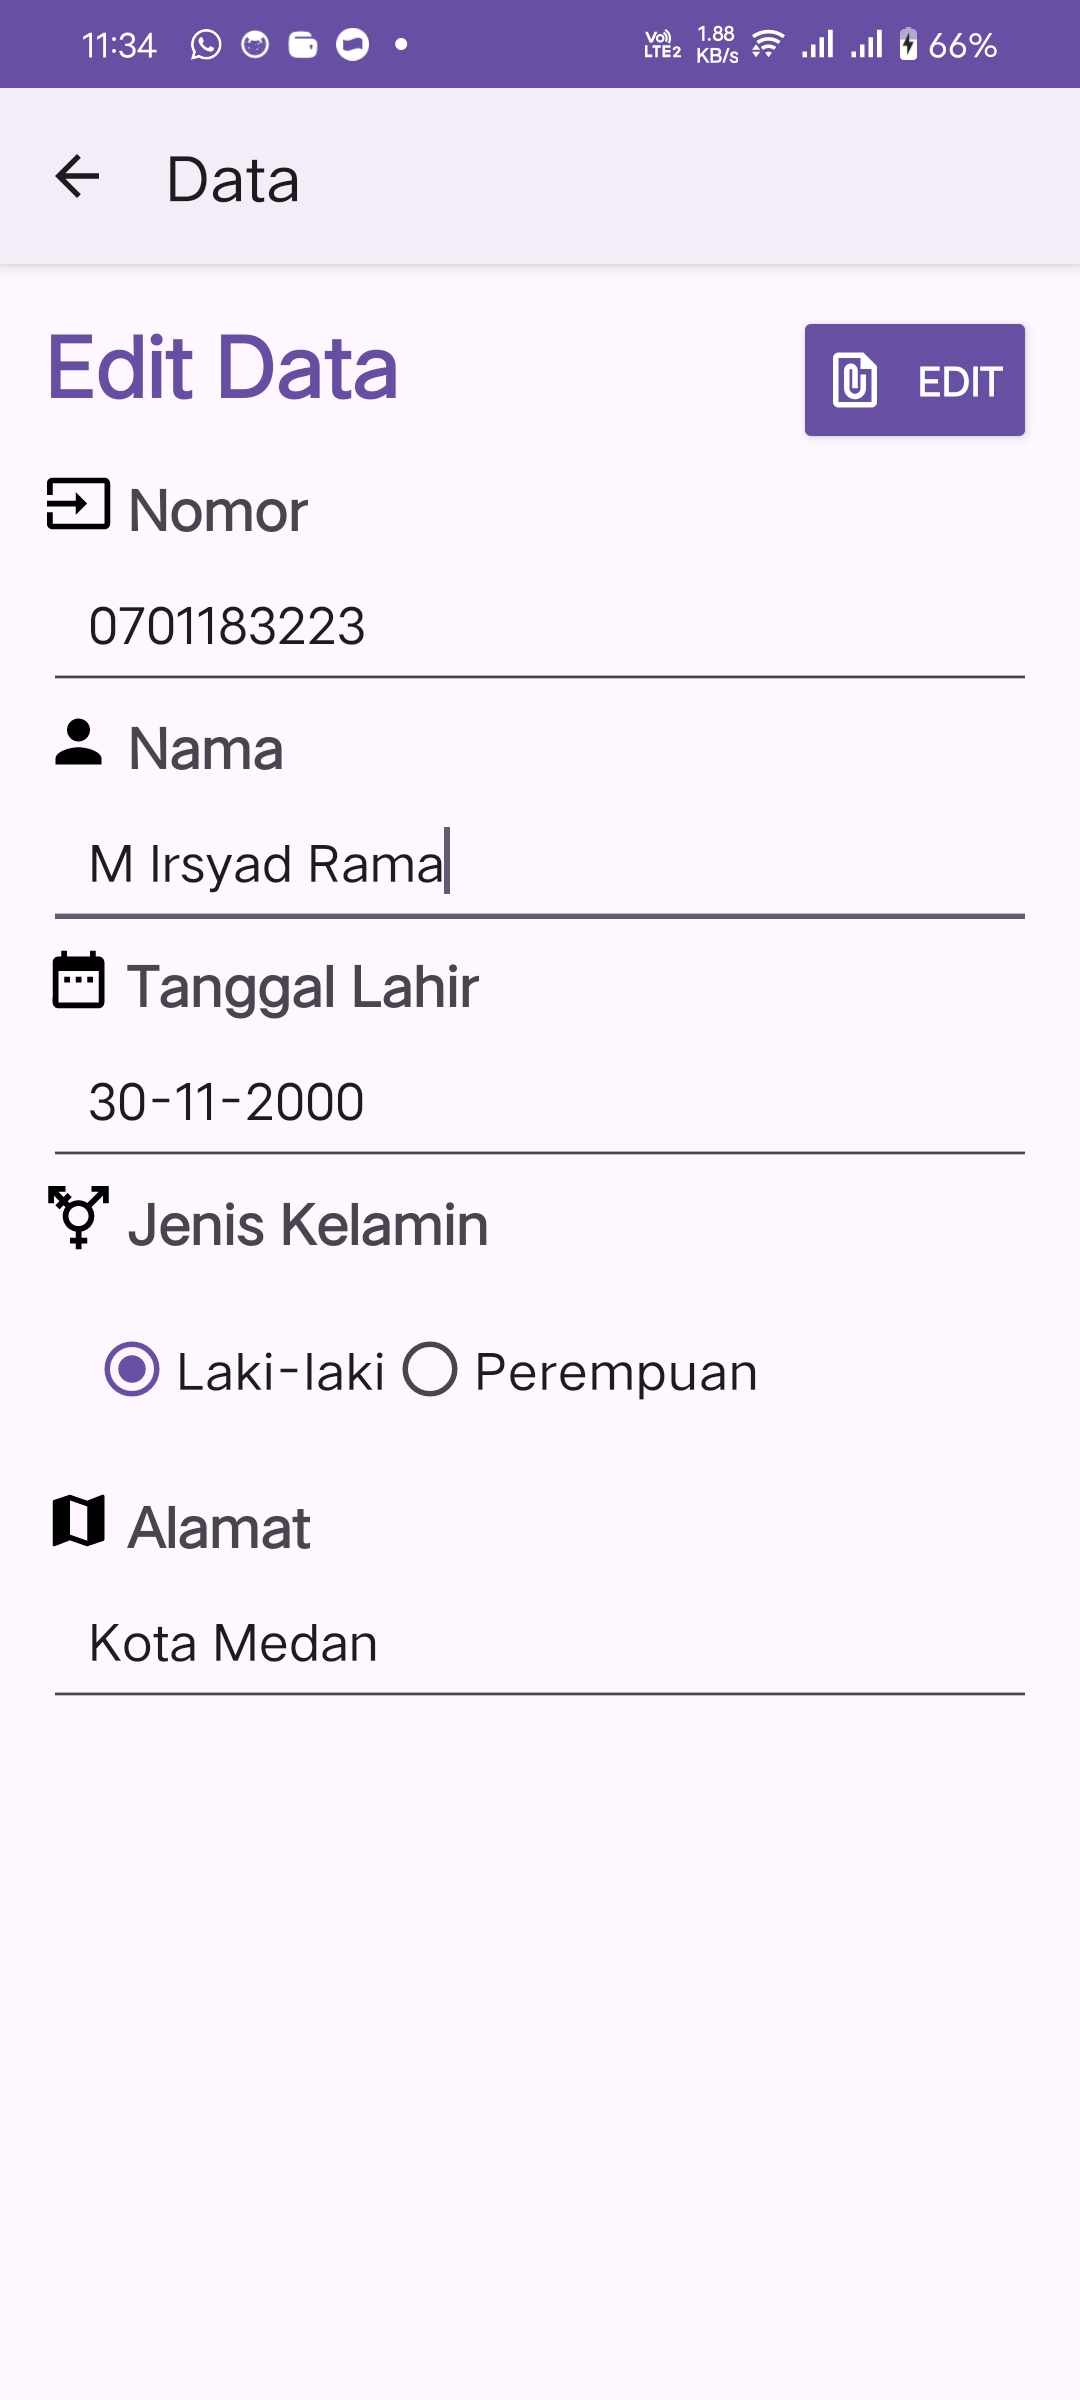 11:34
Vo)) LTE2 1.88 KB/s 66%
Data
Edit Data
EDIT
Nomor
0701183223
Nama
M Irsyad Rama
Tanggal Lahir
30-11-2000
Jenis Kelamin
Laki-laki Perempuan
Alamat
Kota Medan